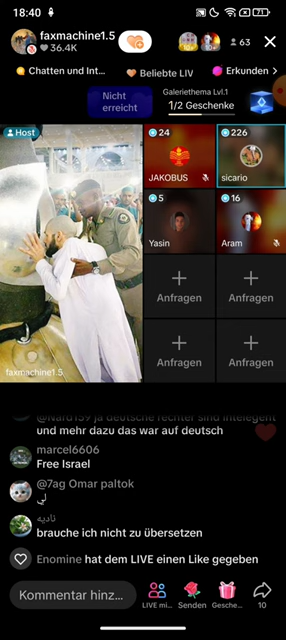 18:40
71
faxmachine1.5
36.4K
63
Chatten und Int...
Beliebte LIV
Erkunden
Nicht
erreicht
Galeriethema Lvl.1
1/2 Geschenke
Host
24
226
JAKOBUS
sicario
5
16
Yasin
Aram
Anfragen
Anfragen
Anfragen
Anfragen
faxmachine1.5
ja deutsche rechter sind intelegent
und mehr dazu das war auf deutsch
marcel6606
Free Israel
@7ag Omar paltok
لي
نادیه
brauche ich nicht zu übersetzen
Enomine hat dem LIVE einen Like gegeben
Kommentar hinz...
LIVE mi...
Senden
Gesche...
10